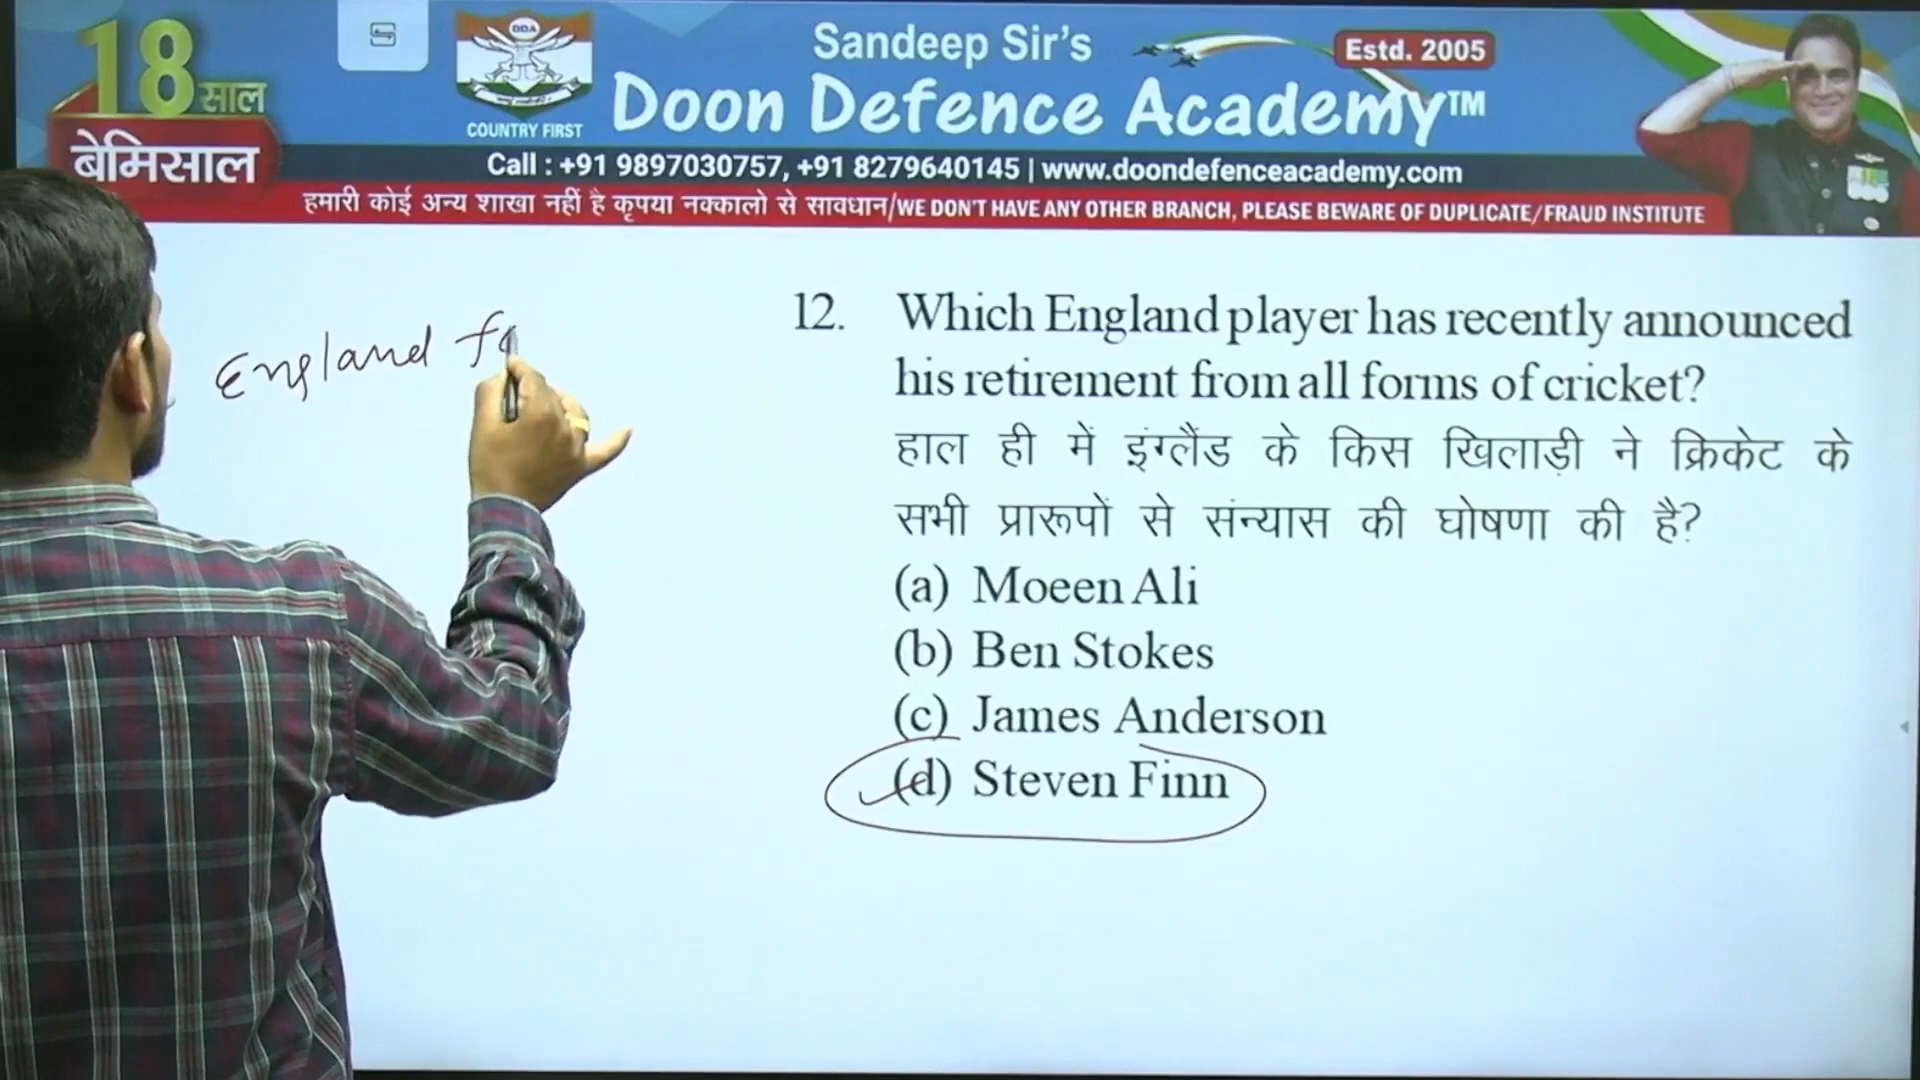 18 साल
बेमिसाल
DDA
COUNTRY FIRST
Sandeep Sir's
Estd. 2005
Doon Defence Academy™
Call : +91 9897030757, +91 8279640145 | www.doondefenceacademy.com
हमारी कोई अन्य शाखा नहीं है कृपया नक्कालो से सावधान/WE DON'T HAVE ANY OTHER BRANCH, PLEASE BEWARE OF DUPLICATE/FRAUD INSTITUTE
England fa
12. Which England player has recently announced
his retirement from all forms of cricket?
हाल ही में इंग्लैंड के किस खिलाड़ी ने क्रिकेट के
सभी प्रारूपों से संन्यास की घोषणा की है?
(a) Moeen Ali
(b) Ben Stokes
(c) James Anderson
(d) Steven Finn